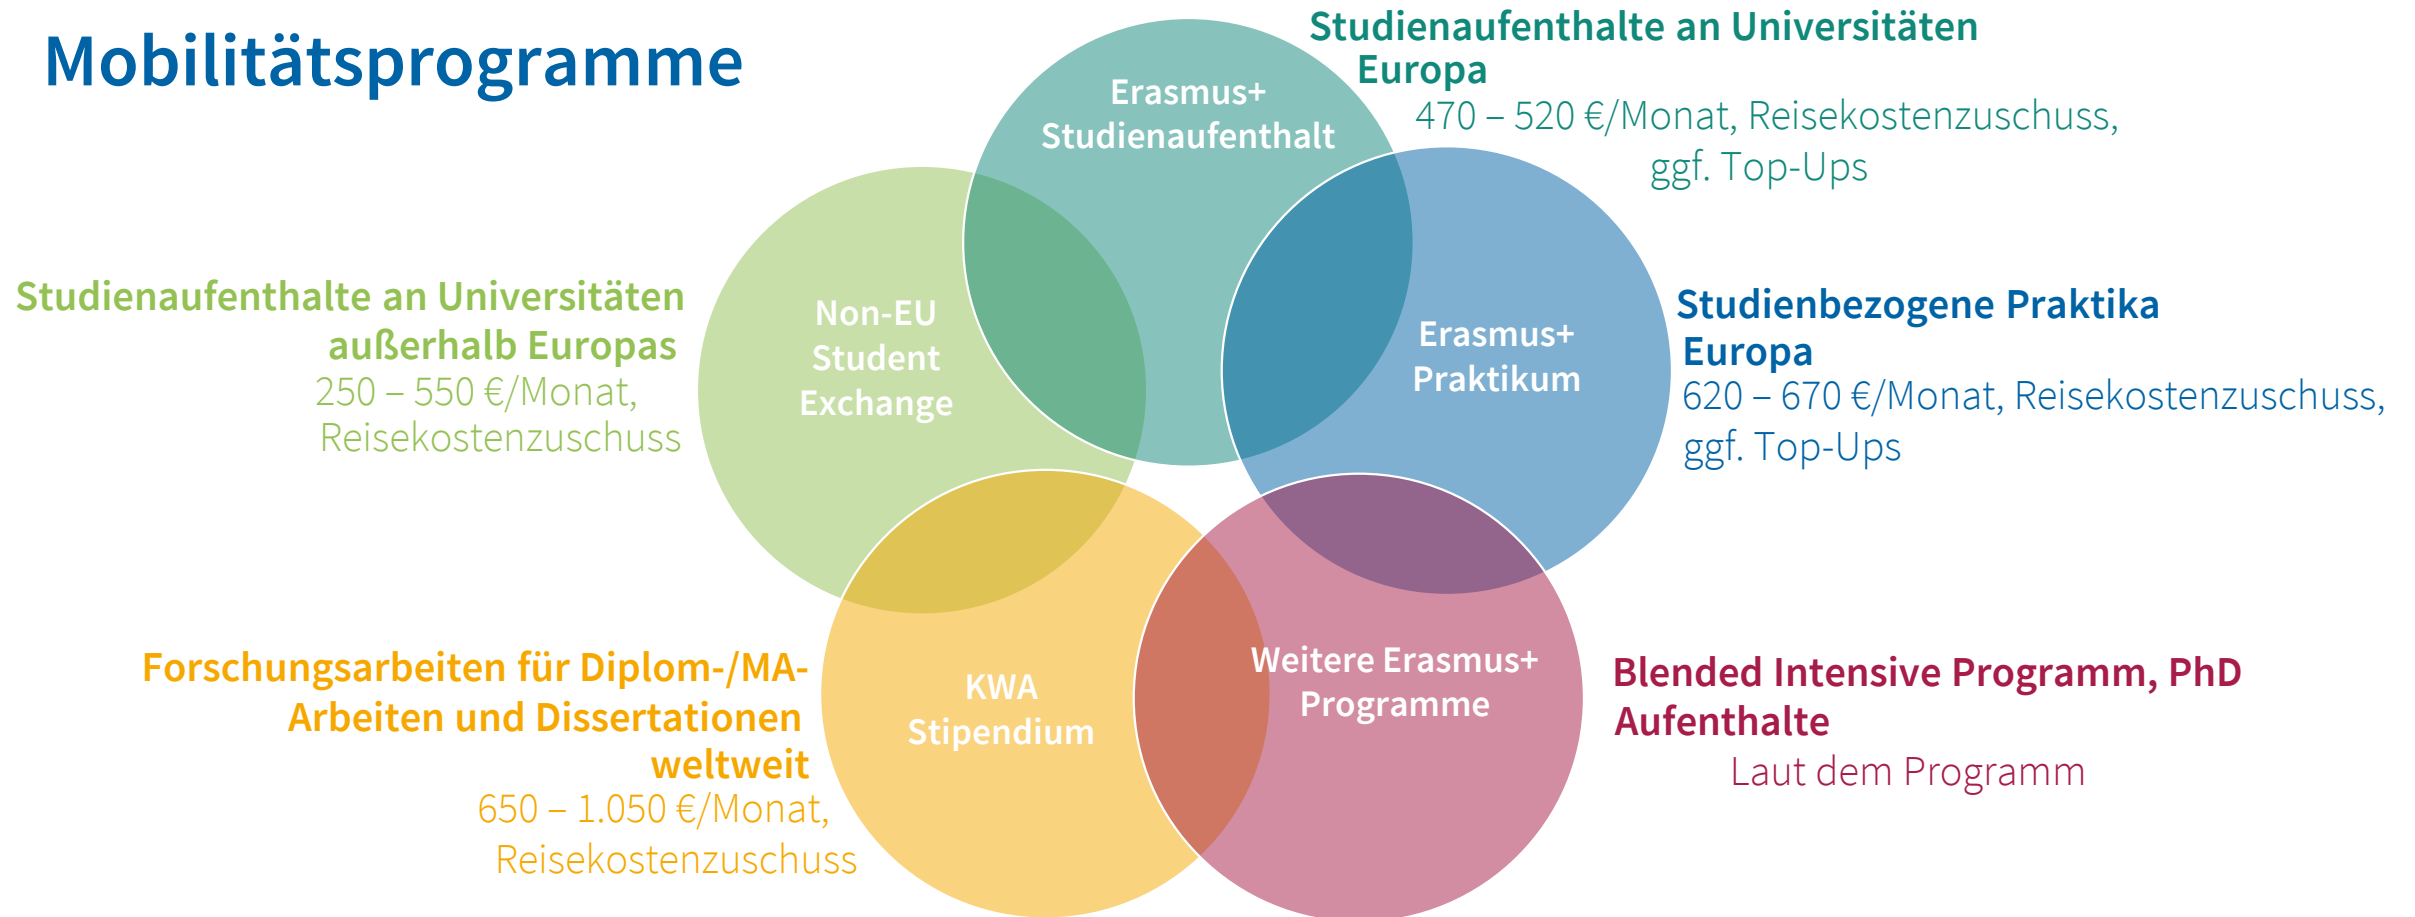 Mobilitätsprogramme
Studienaufenthalte an Universitäten
Europa
470 – 520 €/Monat, Reisekostenzuschuss,
ggf. Top-Ups
Erasmus+
Studienaufenthalt
Studienaufenthalte an Universitäten
außerhalb Europas
250 – 550 €/Monat,
Reisekostenzuschuss
Non-EU
Student
Exchange
Erasmus+
Praktikum
Studienbezogene Praktika
Europa
620 – 670 €/Monat, Reisekostenzuschuss,
ggf. Top-Ups
Forschungsarbeiten für Diplom-/MA-
Arbeiten und Dissertationen
weltweit
650 – 1.050 €/Monat,
Reisekostenzuschuss
KWA
Stipendium
Weitere Erasmus+
Programme
Blended Intensive Programm, PhD
Aufenthalte
Laut dem Programm